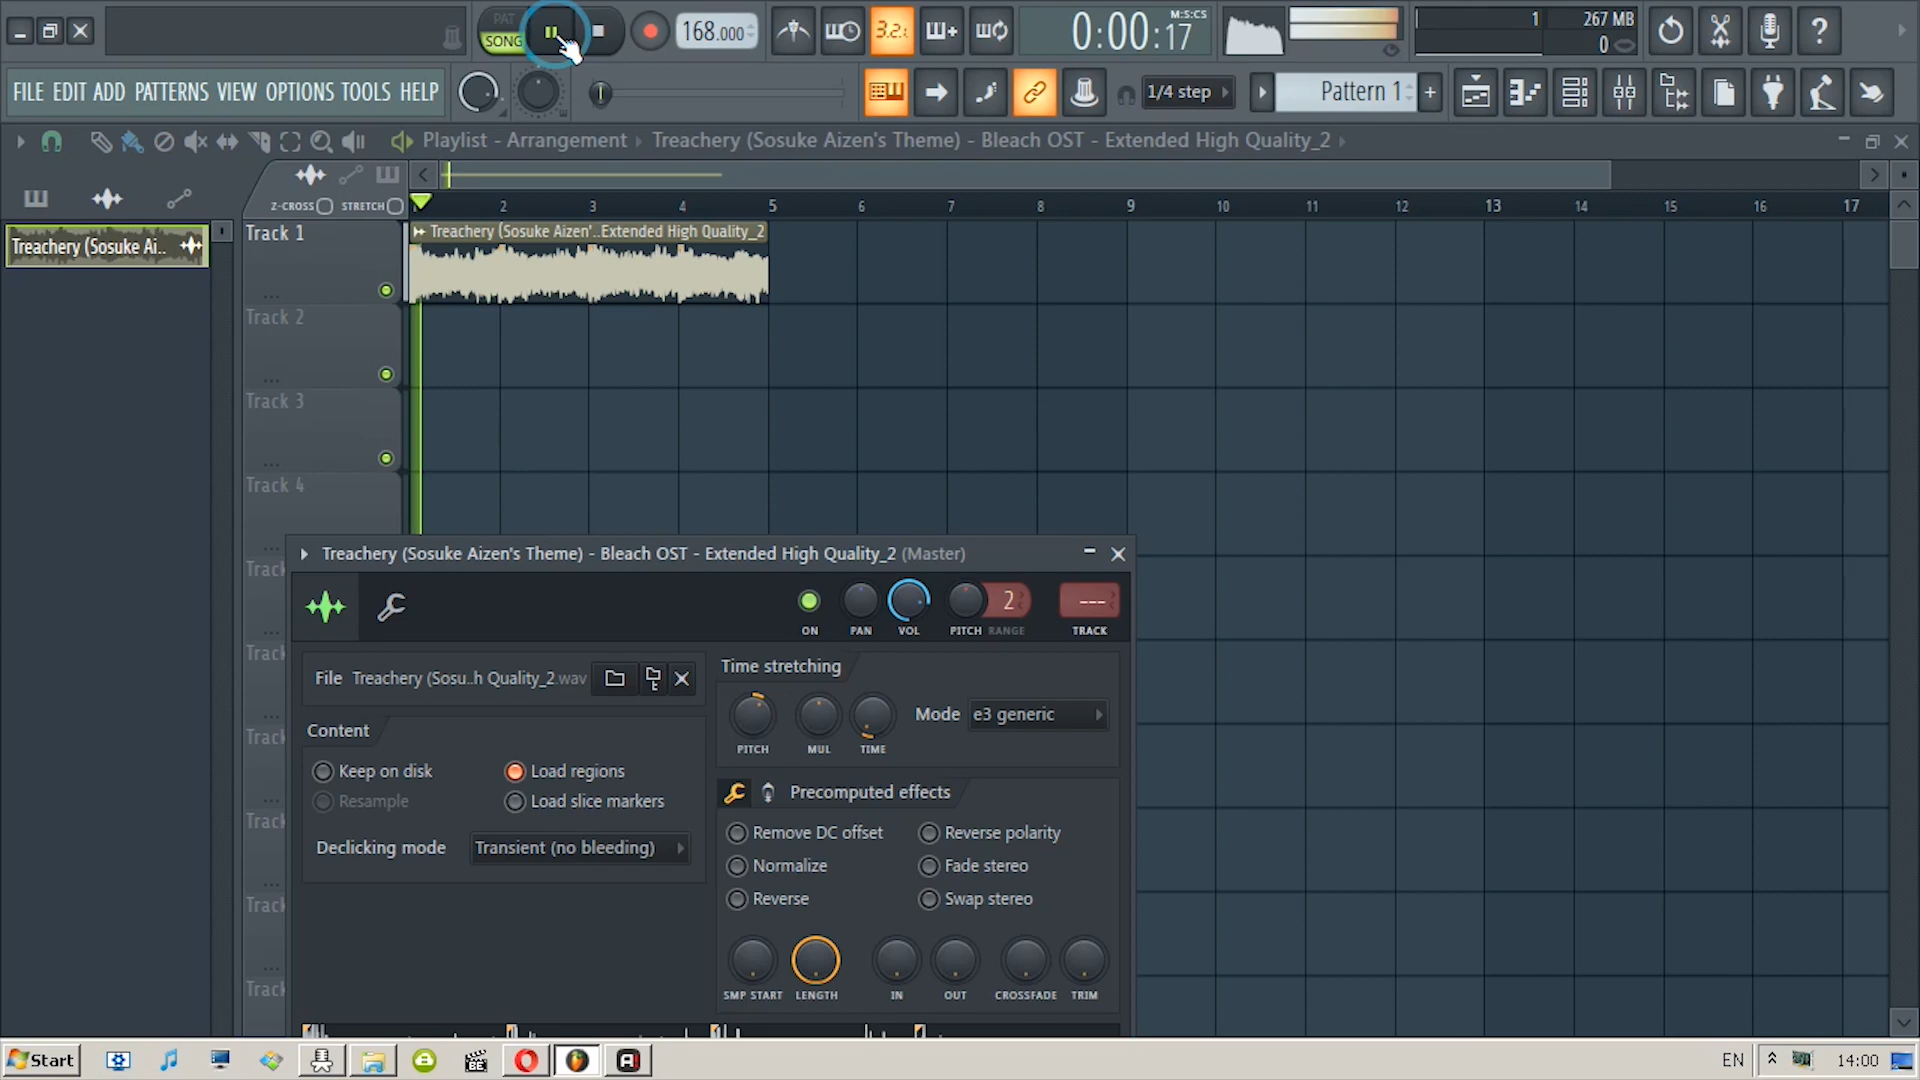 PAT
SONG
168.000
3.2.
0:00:17
M:S:CS
1
267 MB
0
FILE EDIT ADD PATTERNS VIEW OPTIONS TOOLS HELP
1/4 step
Pattern 1
Playlist - Arrangement Treachery (Sosuke Aizen's Theme) - Bleach OST - Extended High Quality_2
Z-CROSS STRETCH
2 3 4 5 6 7 8 9 10 11 12 13 14 15 16 17
Treachery (Sosuke Ai..
Track 1
Treachery (Sosuke Aizen'..Extended High Quality_2
Track 2
Track 3
Track 4
Track
Track
Track
Track
Track
Track
Treachery (Sosuke Aizen's Theme) - Bleach OST - Extended High Quality_2 (Master)
2
---
ON PAN VOL PITCH RANGE TRACK
File Treachery (Sosu..h Quality_2.wav
Time stretching
Mode e3 generic
PITCH MUL TIME
Content
Keep on disk
Load regions
Resample
Load slice markers
Declicking mode Transient (no bleeding)
Precomputed effects
Remove DC offset
Reverse polarity
Normalize
Fade stereo
Reverse
Swap stereo
SMP START LENGTH IN OUT CROSSFADE TRIM
Start
BE
EN
14:00